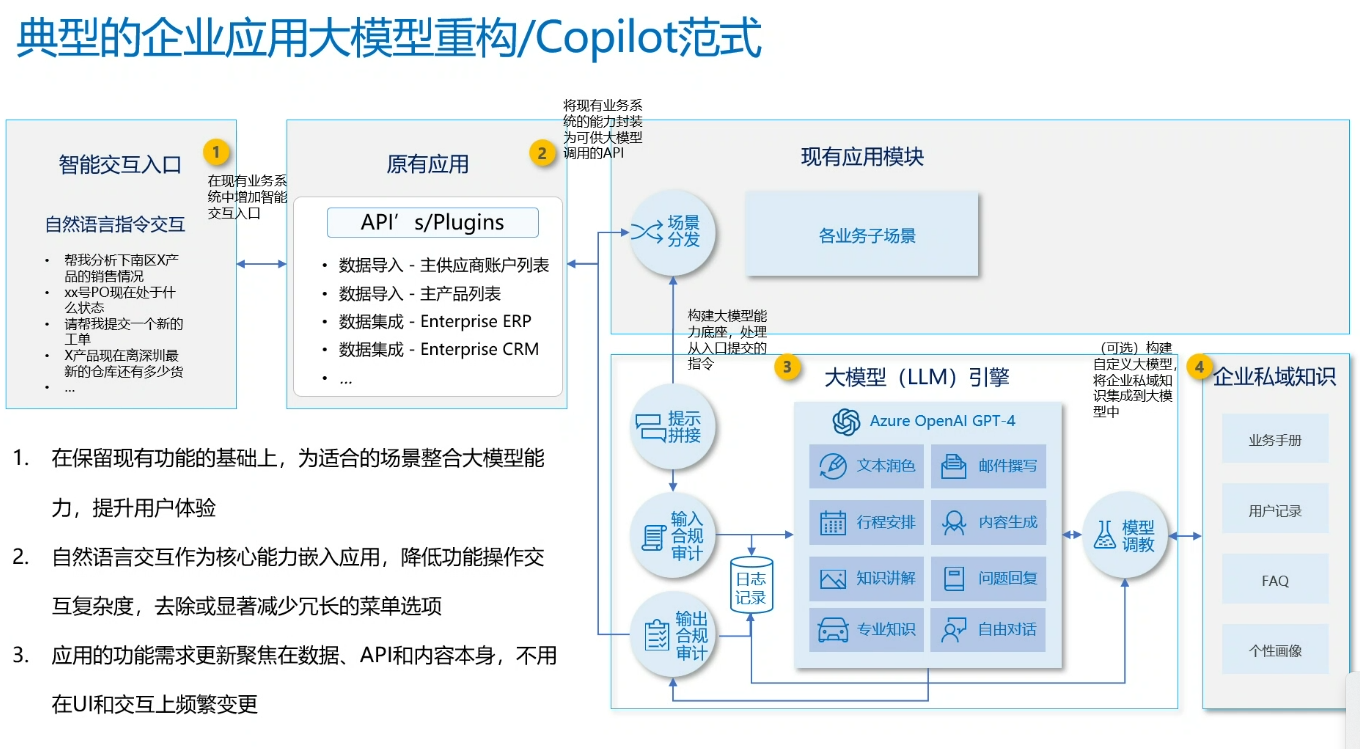 典型的企业应用大模型重构/Copilot范式
智能交互入口
自然语言指令交互
• 帮我分析下南区X产
品的销售情况
• xx号PO现在处于什
么状态
• 请帮我提交一个新的
工单
• X产品现在离深圳最
新的仓库还有多少货
• ...
1
在现有业务系
统中增加智能
交互入口
原有应用
API’s/Plugins
• 数据导入 - 主供应商账户列表
• 数据导入 - 主产品列表
• 数据集成 - Enterprise ERP
• 数据集成 - Enterprise CRM
• ...
2
将现有业务系
统的能力封装
为可供大模型
调用的API
现有应用模块
场景
分发
各业务子场景
构建大模型能
力底座，处理
从入口提交的
指令
3
提示
拼接
输入
合规
审计
日志
记录
输出
合规
审计
大模型（LLM）引擎
Azure OpenAI GPT-4
文本润色
邮件撰写
行程安排
内容生成
知识讲解
问题回复
专业知识
自由对话
（可选）构建
自定义大模型，
将企业私域知
识集成到大模
型中
4
模型
调教
企业私域知识
业务手册
用户记录
FAQ
个性画像
1. 在保留现有功能的基础上，为适合的场景整合大模型能
力，提升用户体验
2. 自然语言交互作为核心能力嵌入应用，降低功能操作交
互复杂度，去除或显著减少冗长的菜单选项
3. 应用的功能需求更新聚焦在数据、API和内容本身，不用
在UI和交互上频繁变更